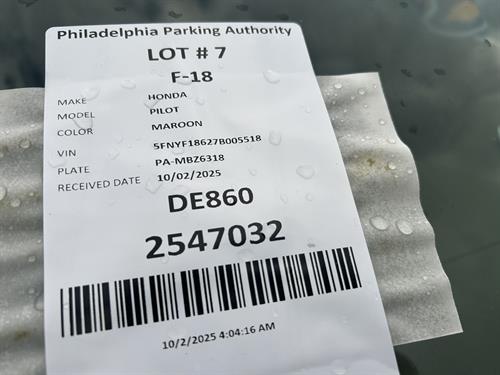 Philadelphia Parking Authority
LOT # 7
F-18
MAKE HONDA
MODEL PILOT
COLOR MAROON
VIN 5FNYF18627B005518
PLATE PA-MBZ6318
RECEIVED DATE 10/02/2025
DE860
2547032
10/2/2025 4:04:16 AM